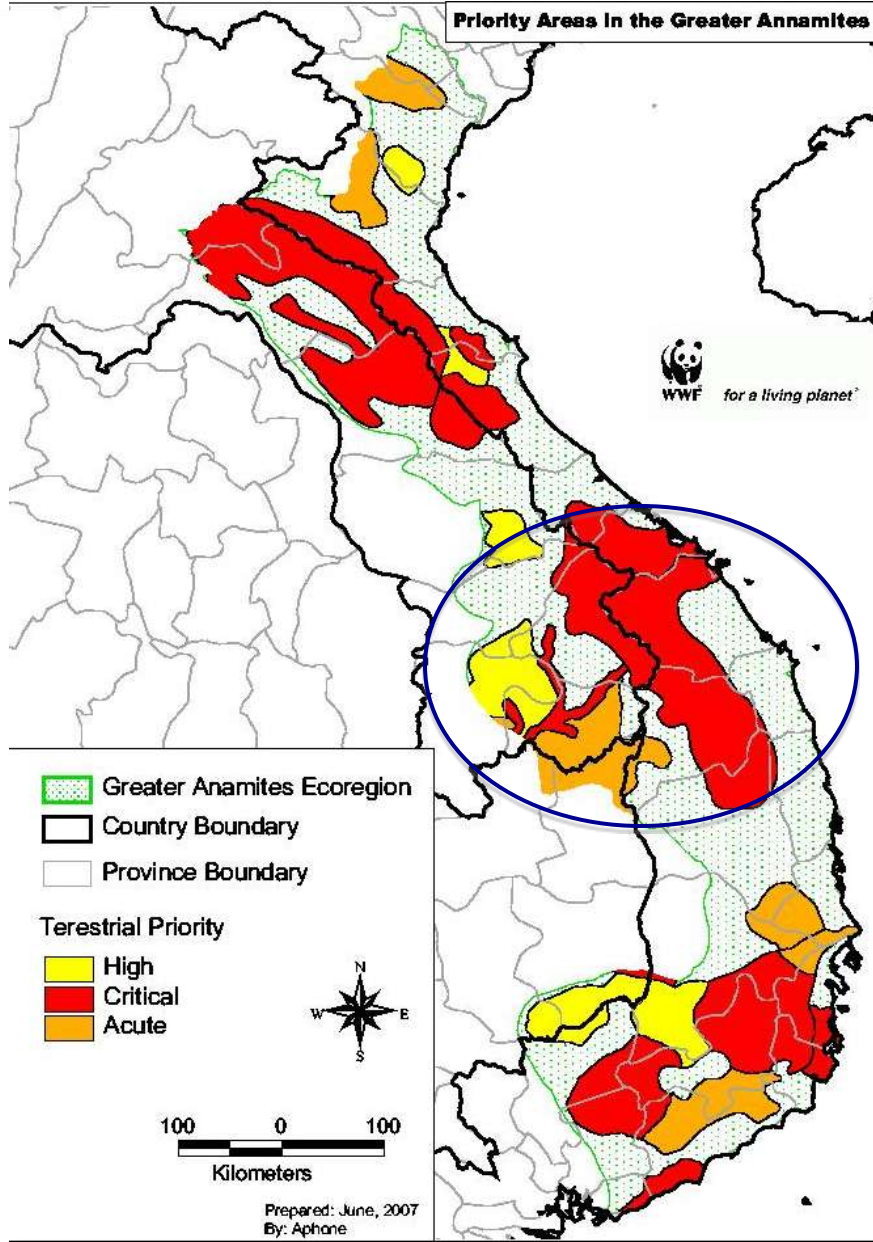 Priority Areas in the Greater Annamites
WWF for a living planet
Greater Anamites Ecoregion
Country Boundary
Province Boundary
Terestrial Priority
High
Critical
Acute
N
W E
S
100 0 100
Kilometers
Prepared: June, 2007
By: Aphone